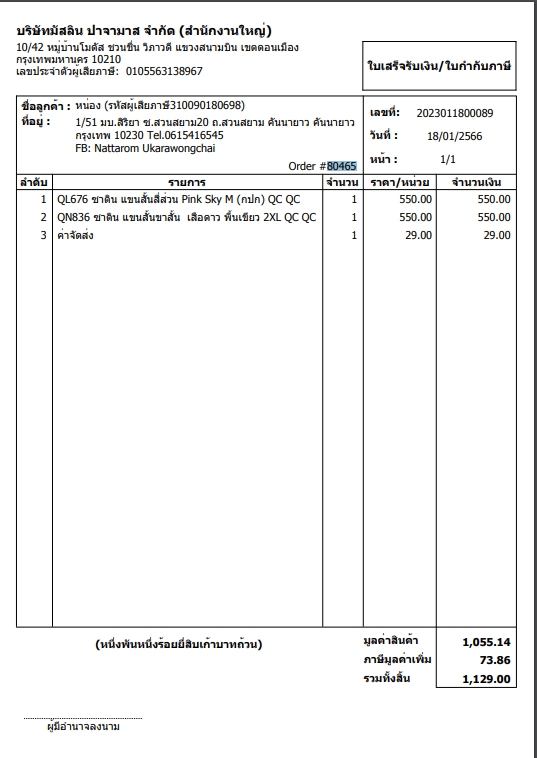 บริษัทมัสลิน ปาจามาส จำกัด (สำนักงานใหญ่)
10/42 หมู่บ้านโมดัส ชวนชื่น วิภาวดี แขวงสนามบิน เขตดอนเมือง
กรุงเทพมหานคร 10210
เลขประจำตัวผู้เสียภาษี: 0105563138967
ใบเสร็จรับเงิน/ใบกำกับภาษี
ชื่อลูกค้า : หน่อง (รหัสผู้เสียภาษี310090180698)
ที่อยู่ : 1/51 มบ.สิริยา ซ.สวนสยาม20 ถ.สวนสยาม คันนายาว คันนายาว
กรุงเทพ 10230 Tel.0615416545
FB: Nattarom Ukarawongchai
Order #80465
เลขที่: 2023011800089
วันที่ : 18/01/2566
หน้า : 1/1
ลำดับ รายการ จำนวน ราคา/หน่วย จำนวนเงิน
1 QL676 ซาติน แขนสั้นสี่ส่วน Pink Sky M (กปก) QC QC 1 550.00 550.00
2 QN836 ซาติน แขนสั้นขาสั้น เสือดาว พื้นเขียว 2XL QC QC 1 550.00 550.00
3 ค่าจัดส่ง 1 29.00 29.00
(หนึ่งพันหนึ่งร้อยยี่สิบเก้าบาทถ้วน)
มูลค่าสินค้า 1,055.14
ภาษีมูลค่าเพิ่ม 73.86
รวมทั้งสิ้น 1,129.00
ผู้มีอำนาจลงนาม